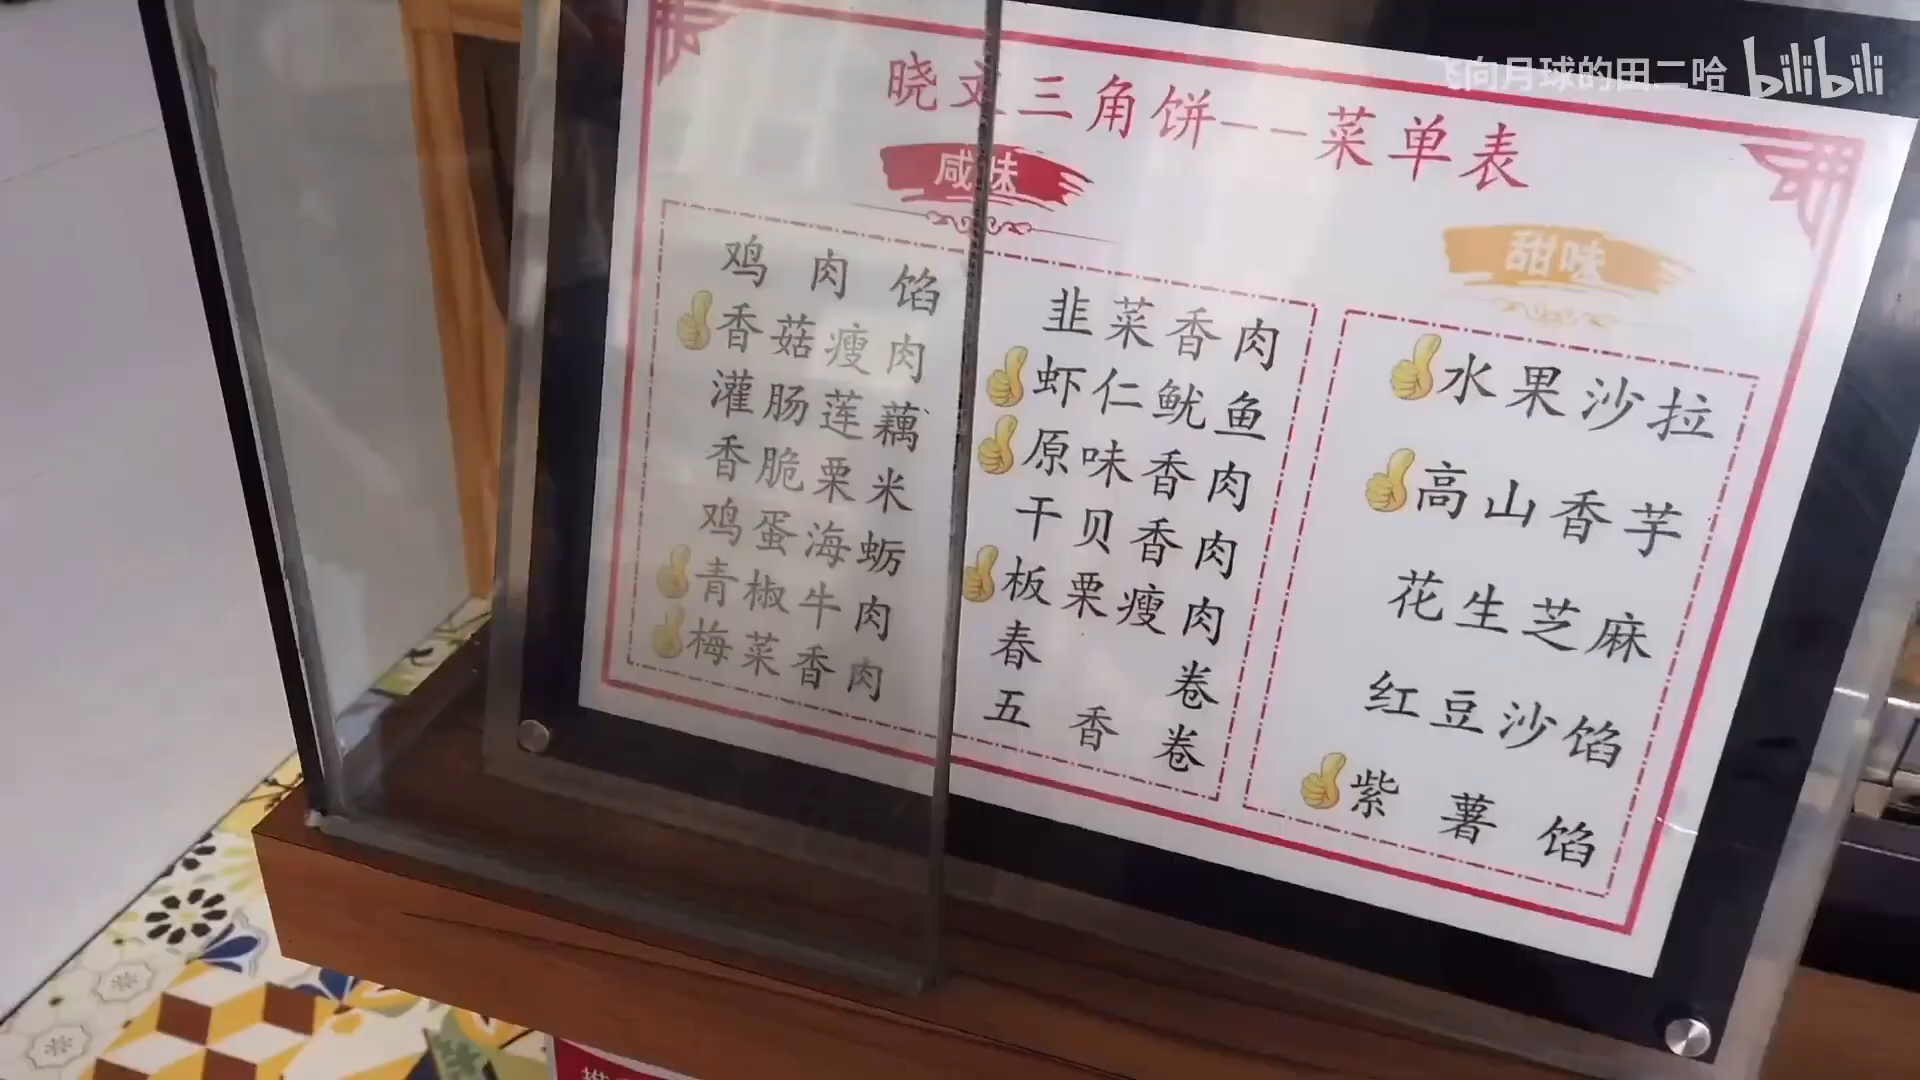 飞向月球的田二哈 bilibili
晓文三角饼---菜单表
咸味
鸡肉馅
香菇瘦肉
灌肠莲藕
香脆栗米
鸡蛋海蛎
青椒牛肉
梅菜香肉
韭菜香肉
虾仁鱿鱼
原味香肉
干贝香肉
板栗瘦肉
春卷
五香卷
甜味
水果沙拉
高山香芋
花生芝麻
红豆沙馅
紫薯馅